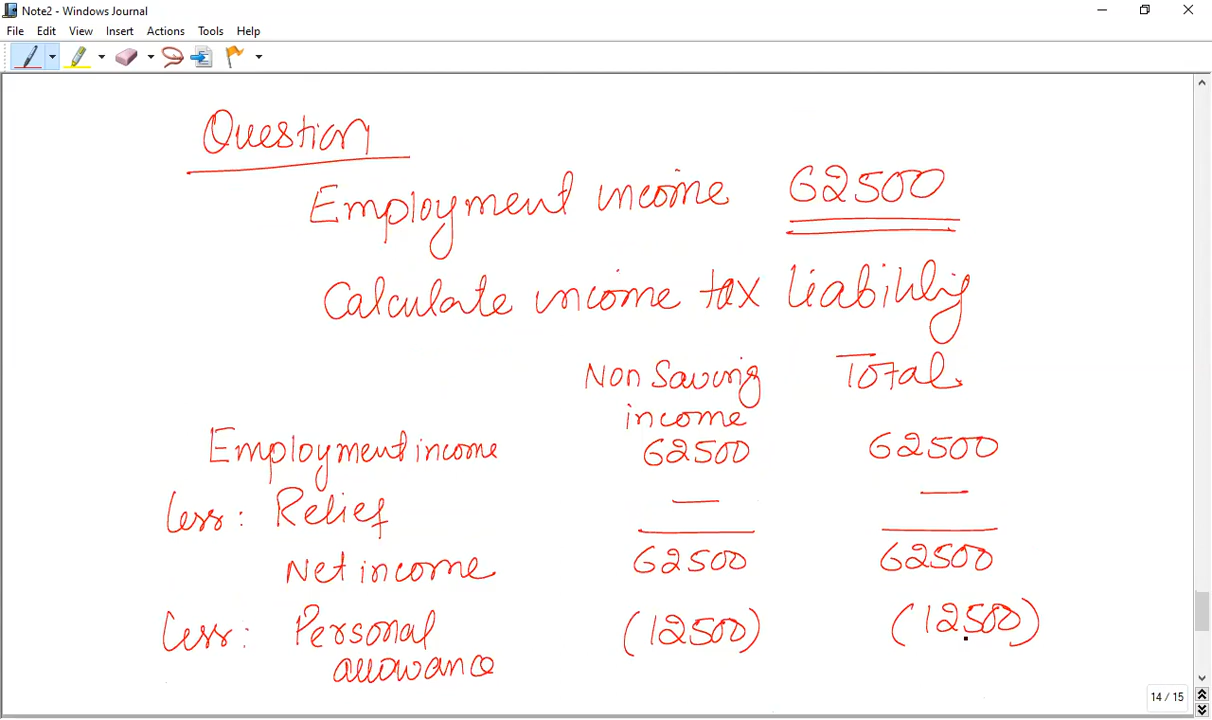 Note2 - Windows Journal
File Edit View Insert Actions Tools Help
Question
Employment income 62500
Calculate income tax liability
Non Saving Total
income
Employment income 62500 62500
less: Relief — —
Net income 62500 62500
less: Personal (12500) (12500)
allowance
14 / 15